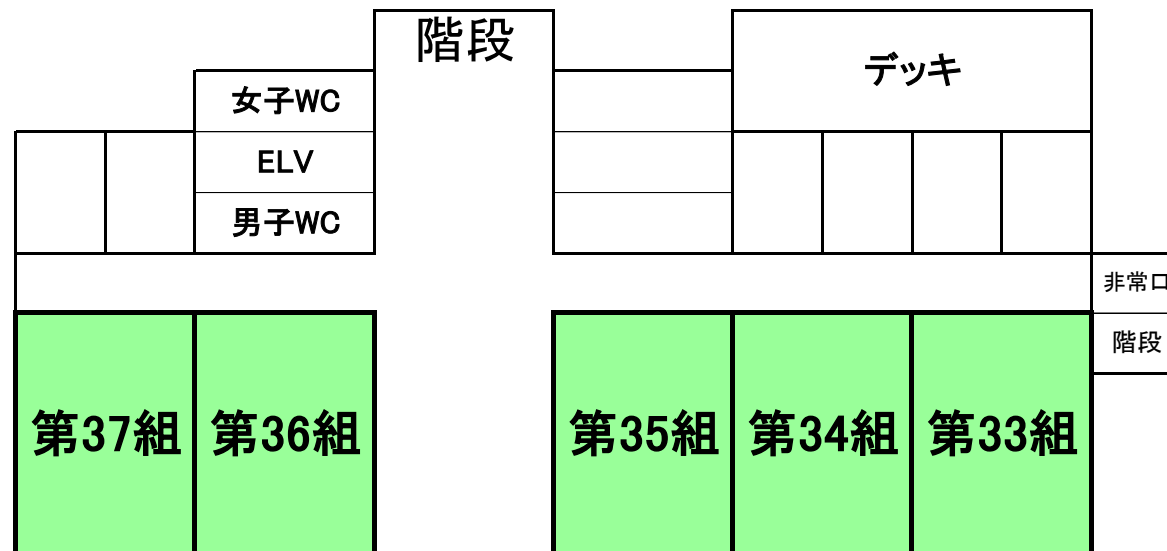 階段
デッキ
女子WC
ELV
男子WC
非常口
階段
第37組
第36組
第35組
第34組
第33組